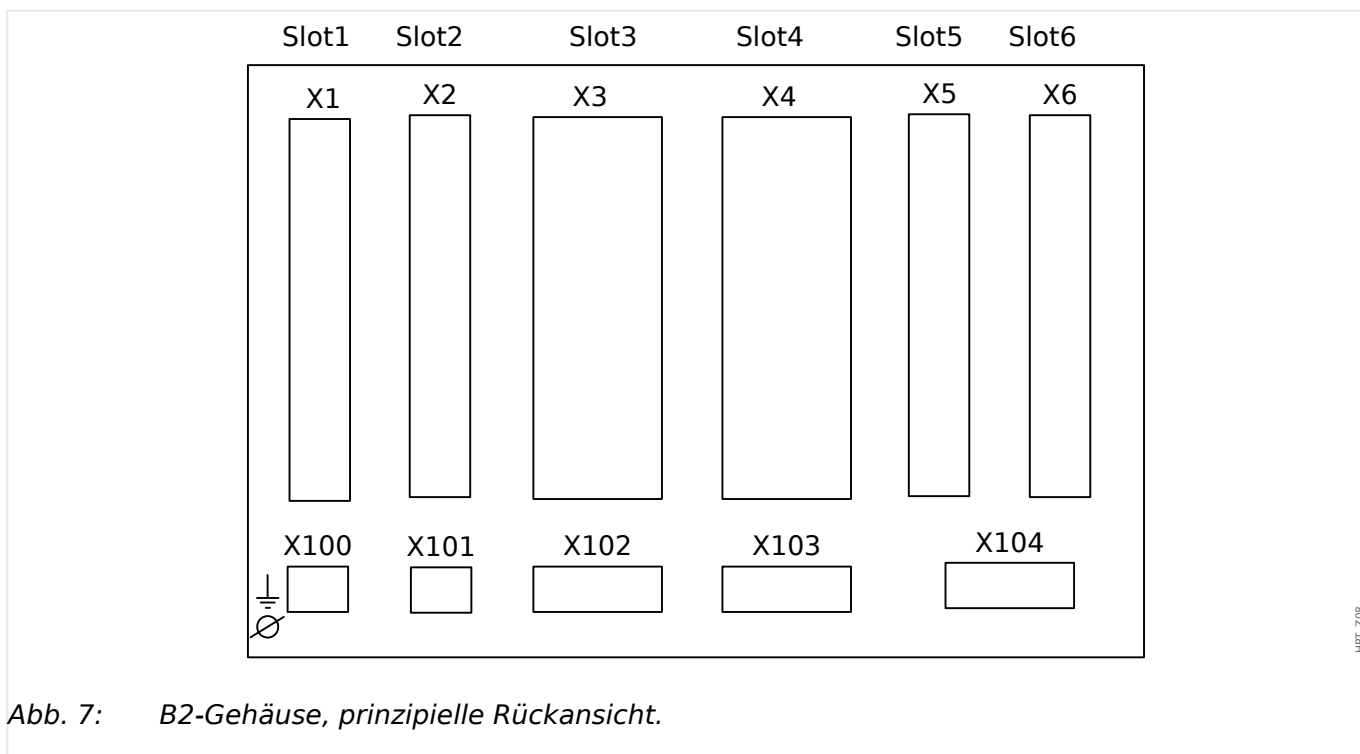 Slot1 Slot2 Slot3 Slot4 Slot5 Slot6
X1 X2 X3 X4 X5 X6
X100 X101 X102 X103 X104
Abb. 7: B2-Gehäuse, prinzipielle Rückansicht.